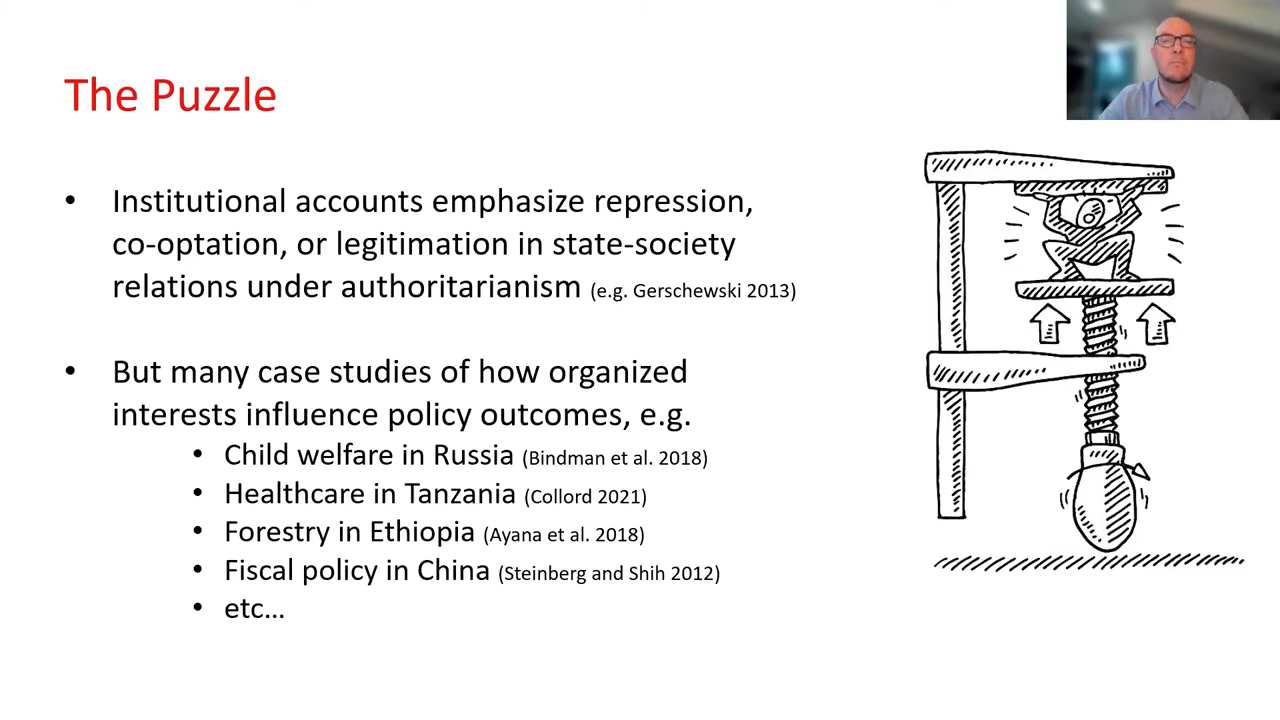 The Puzzle
• Institutional accounts emphasize repression,
co-optation, or legitimation in state-society
relations under authoritarianism (e.g. Gerschewski 2013)
• But many case studies of how organized
interests influence policy outcomes, e.g.
• Child welfare in Russia (Bindman et al. 2018)
• Healthcare in Tanzania (Collord 2021)
• Forestry in Ethiopia (Ayana et al. 2018)
• Fiscal policy in China (Steinberg and Shih 2012)
• etc…